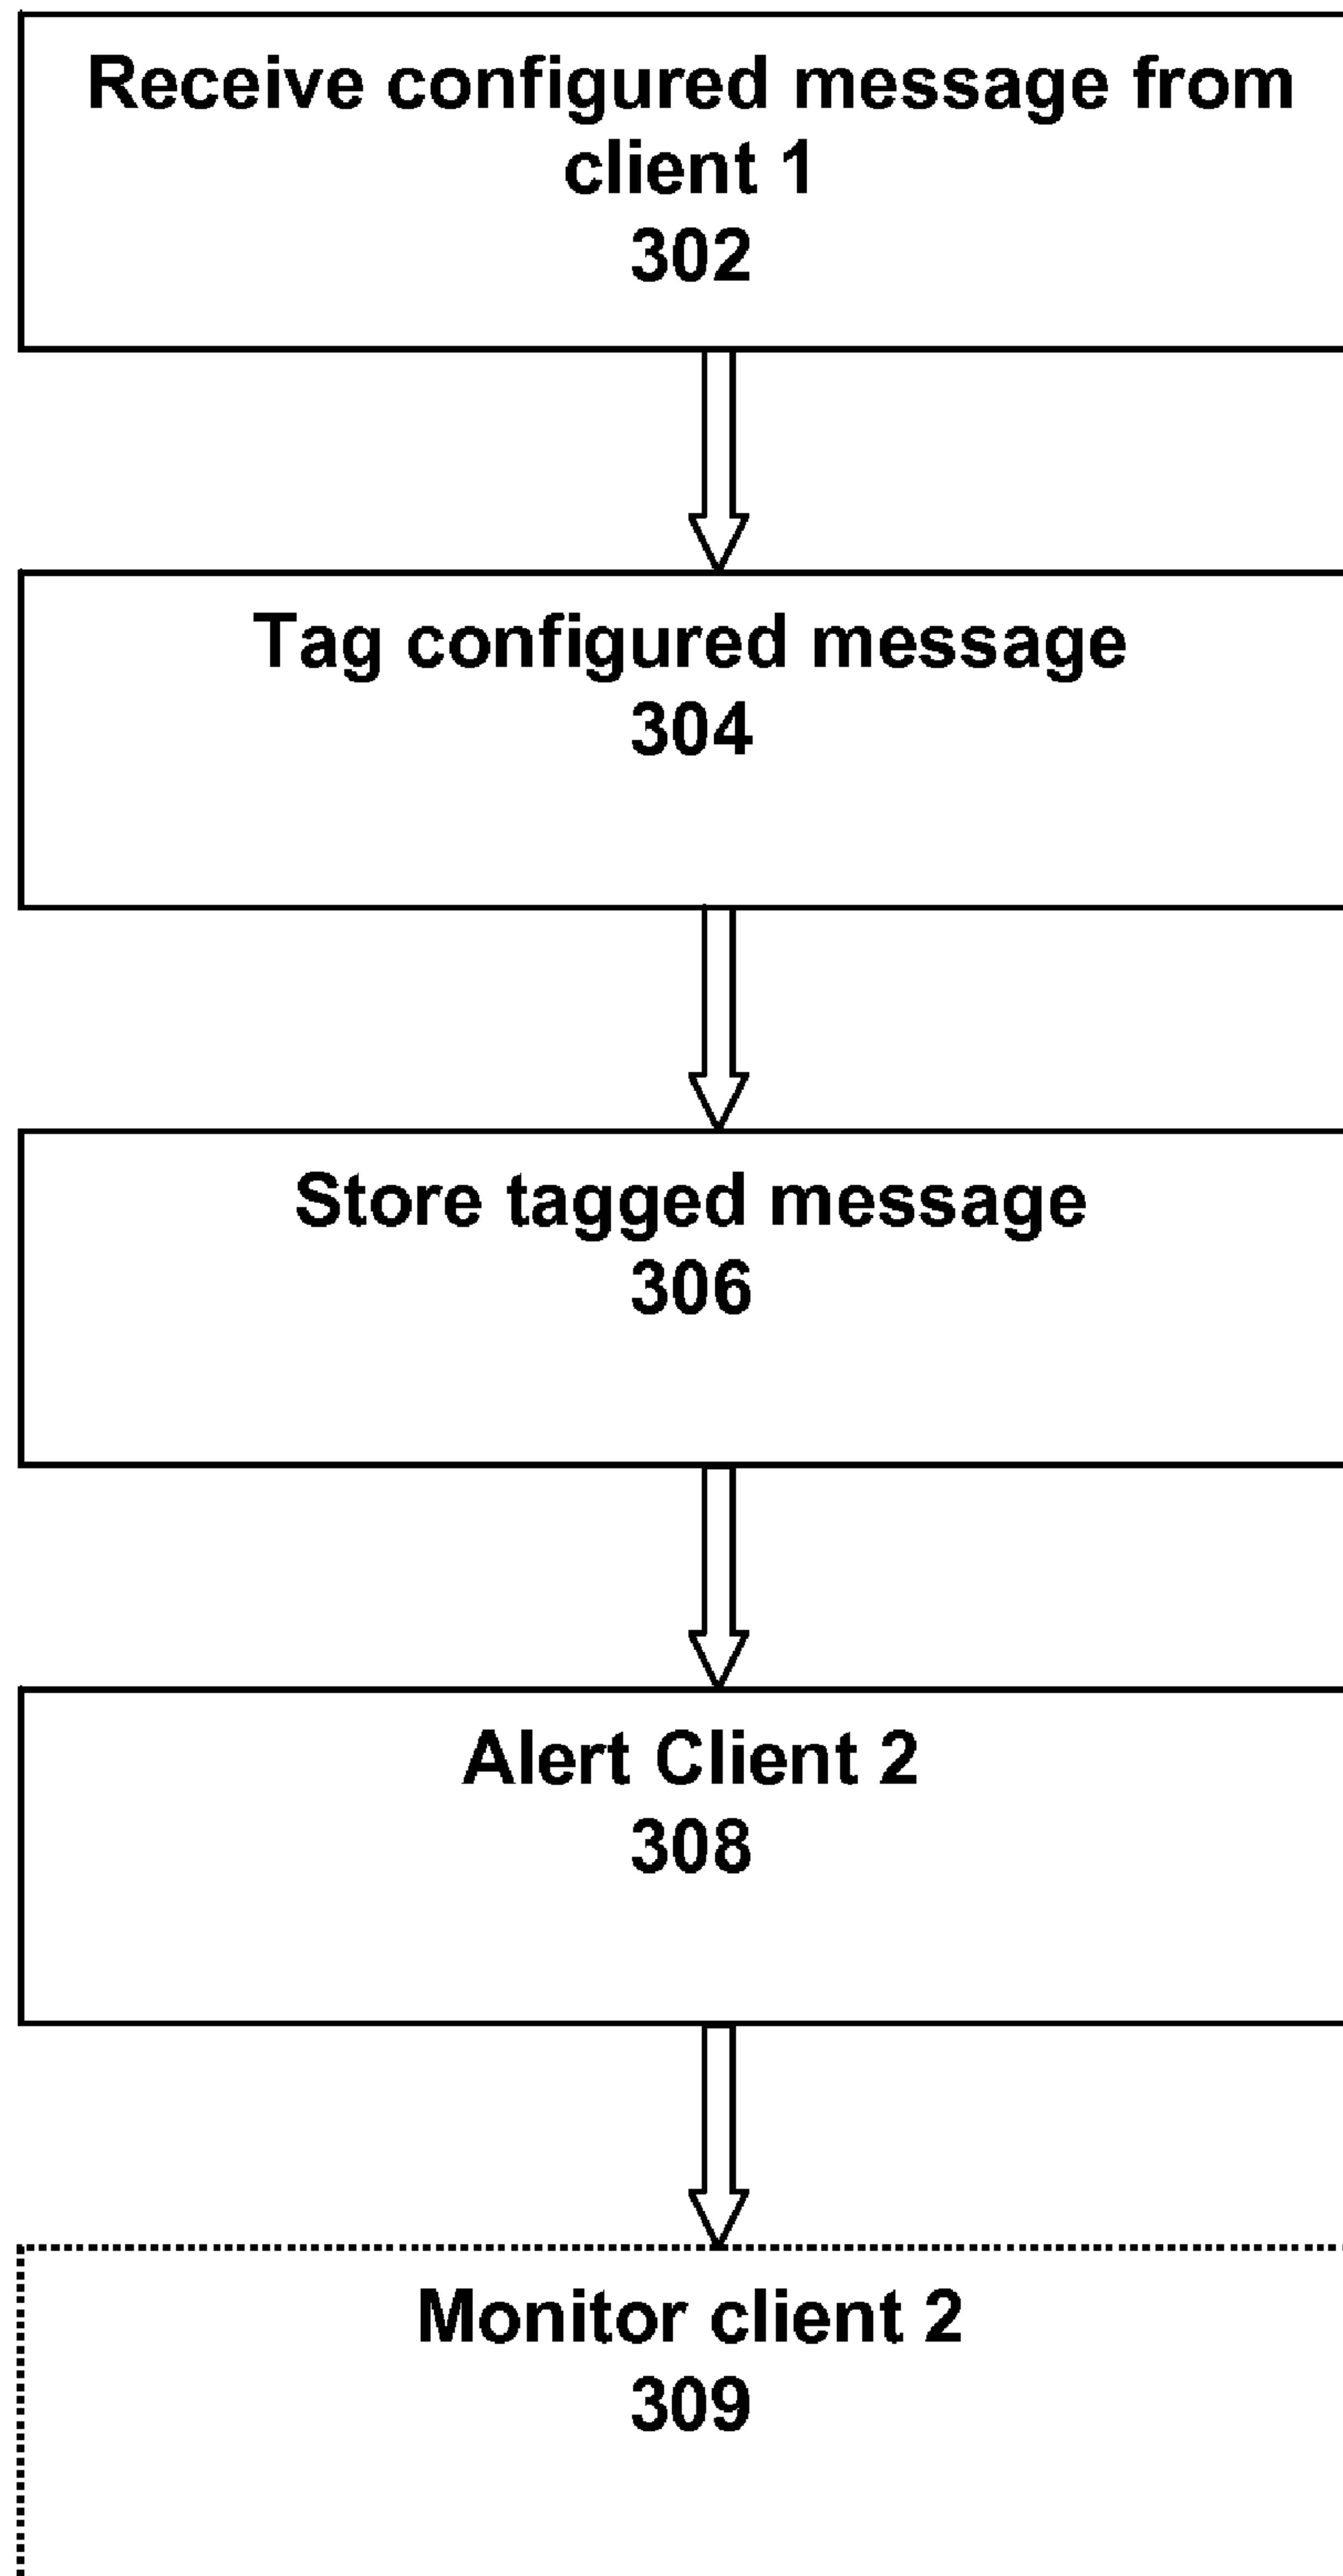 Receive configured message from
client 1
302
Tag configured message
304
Store tagged message
306
Alert Client 2
308
Monitor client 2
309